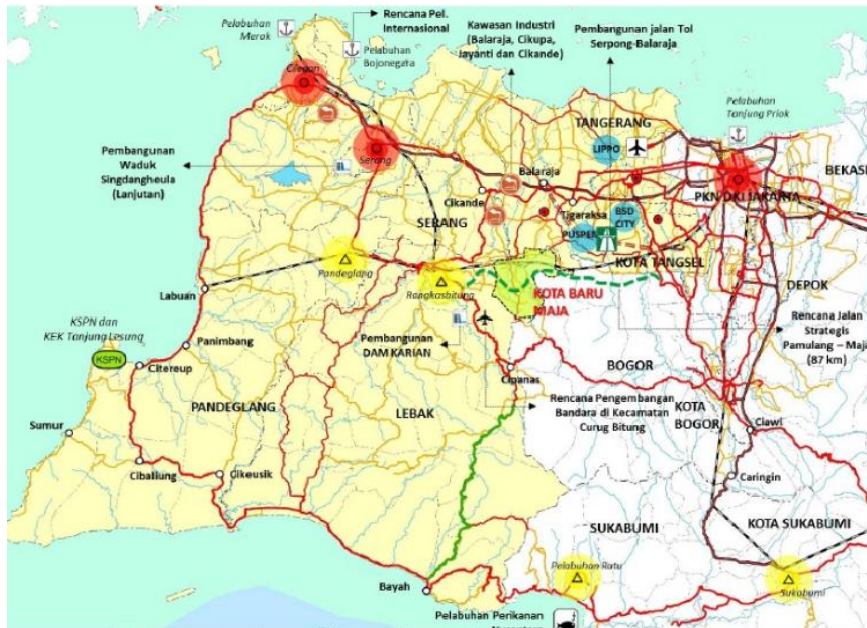 Pelabuhan
Merak
Rencana Pel.
Internasional
Pelabuhan
Bojonegata
Kawasan Industri
(Balaraja, Cikupa,
Jayanti dan Cikande)
Pembangunan jalan Tol
Serpong-Balaraja
Cilegon
TANGERANG
LIPPO
Pelabuhan
Tanjung Priok
BEKASI
Pembangunan
Waduk
Singdangheula
(Lanjutan)
Serang
Balaraja
Cikande
Tigaraksa
PKN DKI JAKARTA
SERANG
BSD
CITY
PUSPEM
KOTA TANGSEL
Pandeglang
Rangkasbitung
KOTA BARU
MAJA
DEPOK
Labuan
KSPN dan
KEK Tanjung Lesung
Panimbang
Pembangunan
DAM KARIAN
Rencana Jalan
Strategis
Pamulang – Maja
(87 km)
KSPN
Citereup
Cipanas
BOGOR
PANDEGLANG
LEBAK
Rencana Pengembangan
Bandara di Kecamatan
Curug Bitung
KOTA
BOGOR
Ciawi
Sumur
Cibaliung
Cikeusik
Caringin
SUKABUMI
KOTA SUKABUMI
Pelabuhan Ratu
Sukabumi
Bayah
Pelabuhan Perikanan